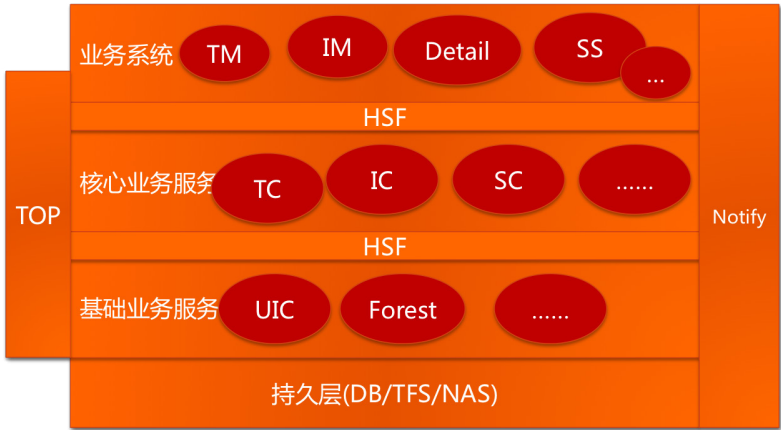 业务系统
TM
IM
Detail
SS
...
HSF
TOP
核心业务服务
TC
IC
SC
……
Notify
HSF
基础业务服务
UIC
Forest
……
持久层(DB/TFS/NAS)